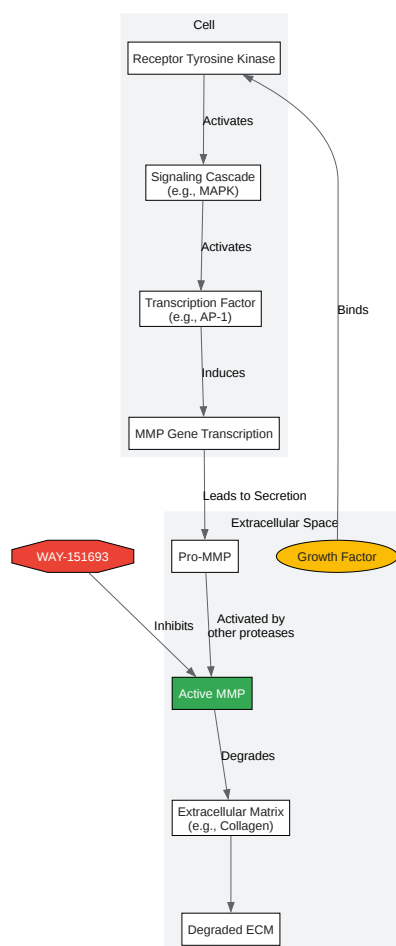 Cell
Receptor Tyrosine Kinase
Activates
Signaling Cascade
(e.g., MAPK)
Activates
Transcription Factor
(e.g., AP-1)
Binds
Induces
MMP Gene Transcription
Leads to Secretion
Extracellular Space
WAY-151693
Pro-MMP
Growth Factor
Inhibits
Activated by
other proteases
Active MMP
Degrades
Extracellular Matrix
(e.g., Collagen)
Degraded ECM